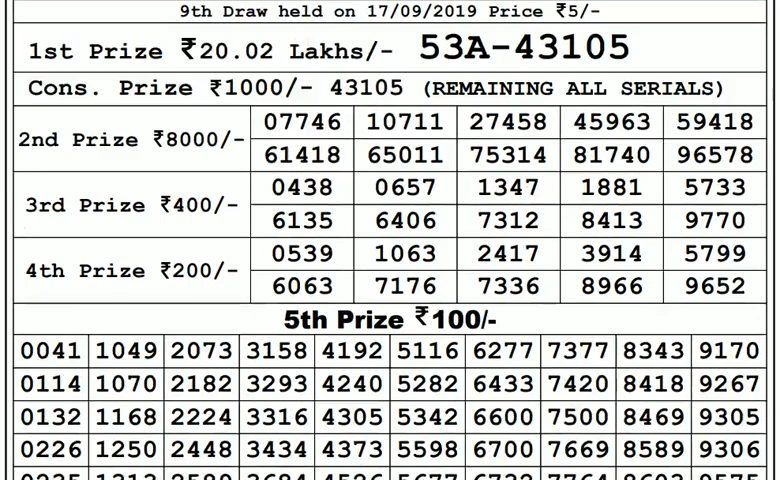 9th Draw held on 17/09/2019 Price ₹5/-
1st Prize ₹20.02 Lakhs/- 53A-43105
Cons. Prize ₹1000/- 43105 (REMAINING ALL SERIALS)
2nd Prize ₹8000/-
07746 10711 27458 45963 59418
61418 65011 75314 81740 96578
3rd Prize ₹400/-
0438 0657 1347 1881 5733
6135 6406 7312 8413 9770
4th Prize ₹200/-
0539 1063 2417 3914 5799
6063 7176 7336 8966 9652
5th Prize ₹100/-
0041 1049 2073 3158 4192 5116 6277 7377 8343 9170
0114 1070 2182 3293 4240 5282 6433 7420 8418 9267
0132 1168 2224 3316 4305 5342 6600 7500 8469 9305
0226 1250 2448 3434 4373 5598 6700 7669 8589 9306